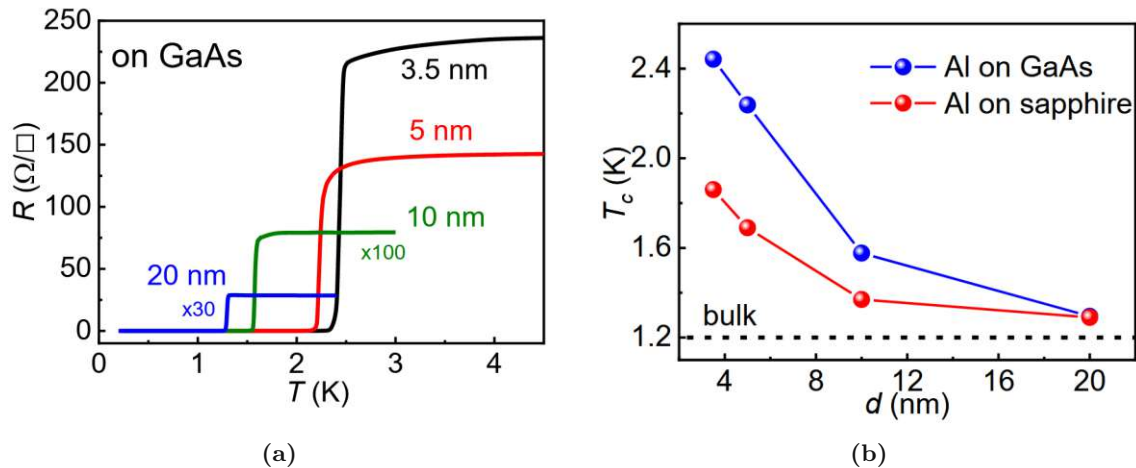 250
200
150
100
50
0
R (Ω/□)
on GaAs
3.5 nm
5 nm
10 nm
x100
20 nm
x30
0 1 2 3 4
T (K)
(a)
2.4
2.0
1.6
1.2
T_c (K)
Al on GaAs
Al on sapphire
bulk
4 8 12 16 20
d (nm)
(b)